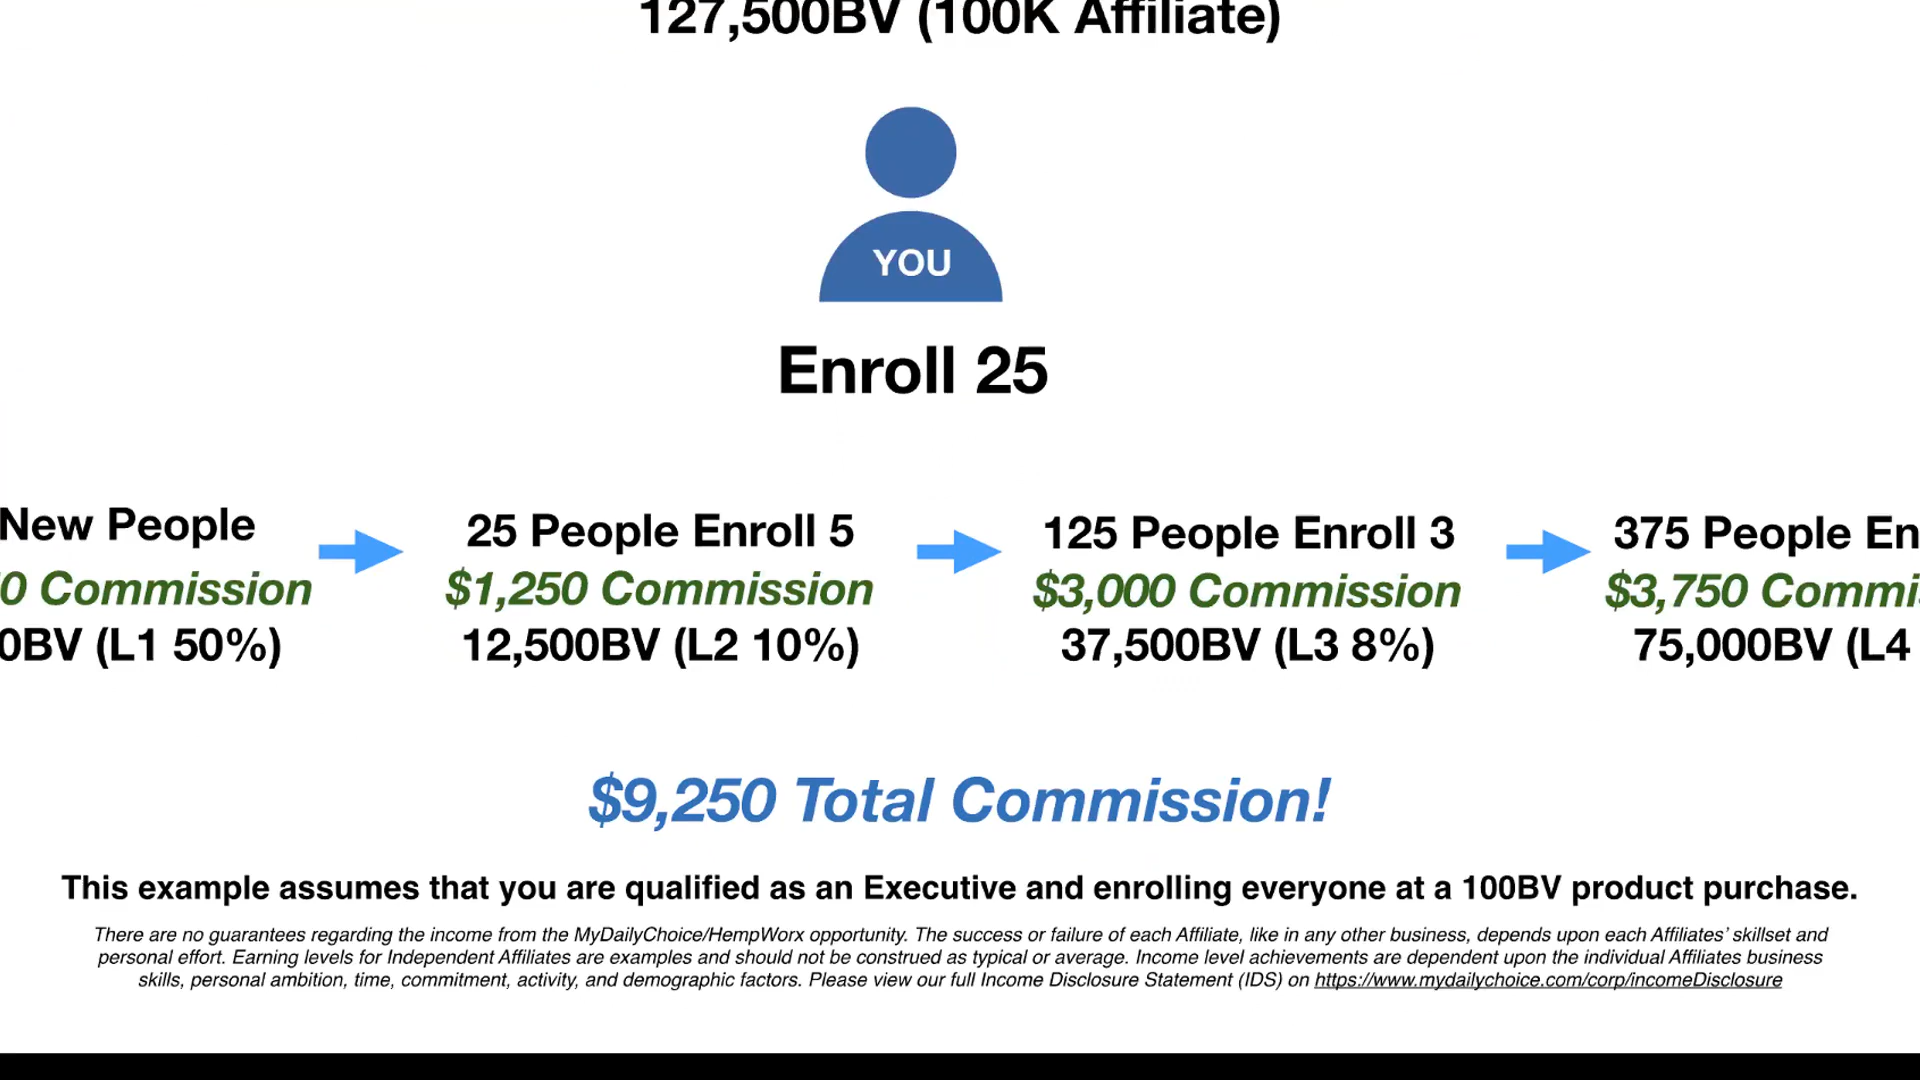 127,500BV (100K Affiliate)
YOU
Enroll 25
New People
0 Commission
0BV (L1 50%)
25 People Enroll 5
$1,250 Commission
12,500BV (L2 10%)
125 People Enroll 3
$3,000 Commission
37,500BV (L3 8%)
375 People En
$3,750 Commi
75,000BV (L4
$9,250 Total Commission!
This example assumes that you are qualified as an Executive and enrolling everyone at a 100BV product purchase.
There are no guarantees regarding the income from the MyDailyChoice/HempWorx opportunity. The success or failure of each Affiliate, like in any other business, depends upon each Affiliates’ skillset and
personal effort. Earning levels for Independent Affiliates are examples and should not be construed as typical or average. Income level achievements are dependent upon the individual Affiliates business
skills, personal ambition, time, commitment, activity, and demographic factors. Please view our full Income Disclosure Statement (IDS) on https://www.mydailychoice.com/corp/incomeDisclosure